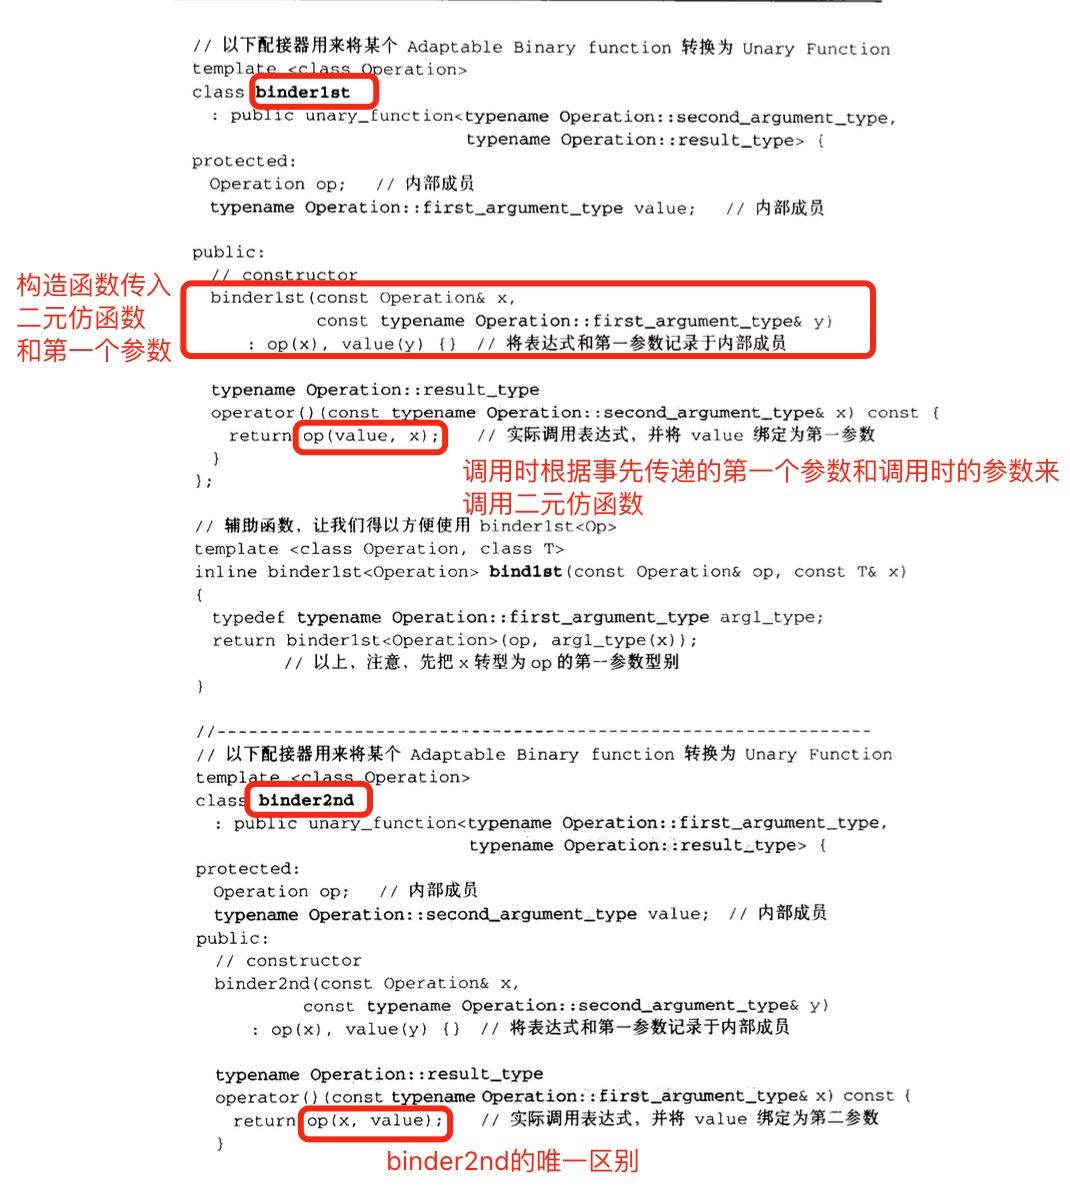 // 以下配接器用来将某个 Adaptable Binary function 转换为 Unary Function
template <class Operation>
class binder1st
: public unary_function<typename Operation::second_argument_type,
typename Operation::result_type> {
protected:
Operation op; // 内部成员
typename Operation::first_argument_type value; // 内部成员
public:
// constructor
构造函数传入
二元仿函数
和第一个参数
binder1st(const Operation& x,
const typename Operation::first_argument_type& y)
: op(x), value(y) {} // 将表达式和第一参数记录于内部成员
typename Operation::result_type
operator()(const typename Operation::second_argument_type& x) const {
return op(value, x); // 实际调用表达式，并将 value 绑定为第一参数
}
};
调用时根据事先传递的第一个参数和调用时的参数来
调用二元仿函数
// 辅助函数，让我们得以方便使用 binder1st<Op>
template <class Operation, class T>
inline binder1st<Operation> bind1st(const Operation& op, const T& x)
{
typedef typename Operation::first_argument_type arg1_type;
return binder1st<Operation>(op, arg1_type(x));
// 以上，注意，先把 x 转型为 op 的第一参数型别
}
//-----------------------------------------------------------------
// 以下配接器用来将某个 Adaptable Binary function 转换为 Unary Function
template <class Operation>
class binder2nd
: public unary_function<typename Operation::first_argument_type,
typename Operation::result_type> {
protected:
Operation op; // 内部成员
typename Operation::second_argument_type value; // 内部成员
public:
// constructor
binder2nd(const Operation& x,
const typename Operation::second_argument_type& y)
: op(x), value(y) {} // 将表达式和第一参数记录于内部成员
typename Operation::result_type
operator()(const typename Operation::first_argument_type& x) const {
return op(x, value); // 实际调用表达式，并将 value 绑定为第二参数
}
binder2nd的唯一区别